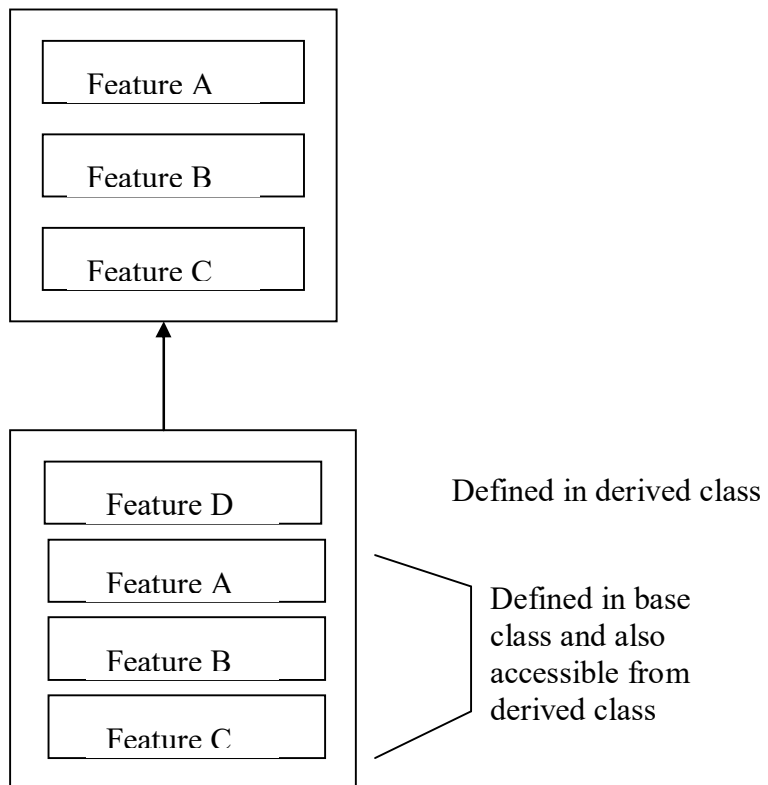 Feature A
Feature B
Feature C
Feature D
Defined in derived class
Feature A
Feature B
Feature C
Defined in base
class and also
accessible from
derived class